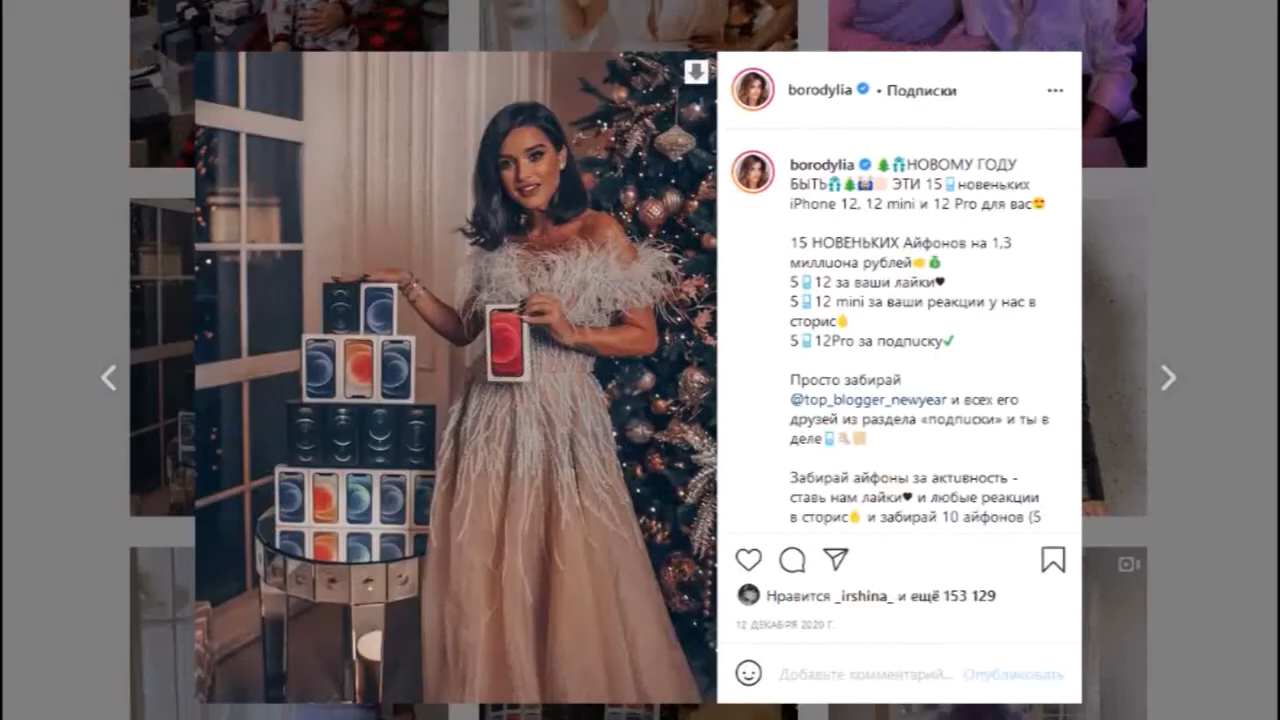 borodylia • Подписки
borodylia 🎄👯НОВОМУ ГОДУ
БЫТЬ👯🎄 ЭТИ 15📱новеньких
iPhone 12, 12 mini и 12 Pro для вас😍
15 НОВЕНЬКИХ Айфонов на 1,3
миллиона рублей💰
5📱12 за ваши лайки🖤
5📱12 mini за ваши реакции у нас в
сторис
5📱12Pro за подписку✔
Просто забирай
@top_blogger_newyear и всех его
друзей из раздела «подписки» и ты в
деле📱
Забирай айфоны за активность -
ставь нам лайки🖤 и любые реакции
в сторис и забирай 10 айфонов (5
Нравится _irshina_ и ещё 153 129
12 ДЕКАБРЯ 2020 Г.
Добавьте комментарий... Опубликовать